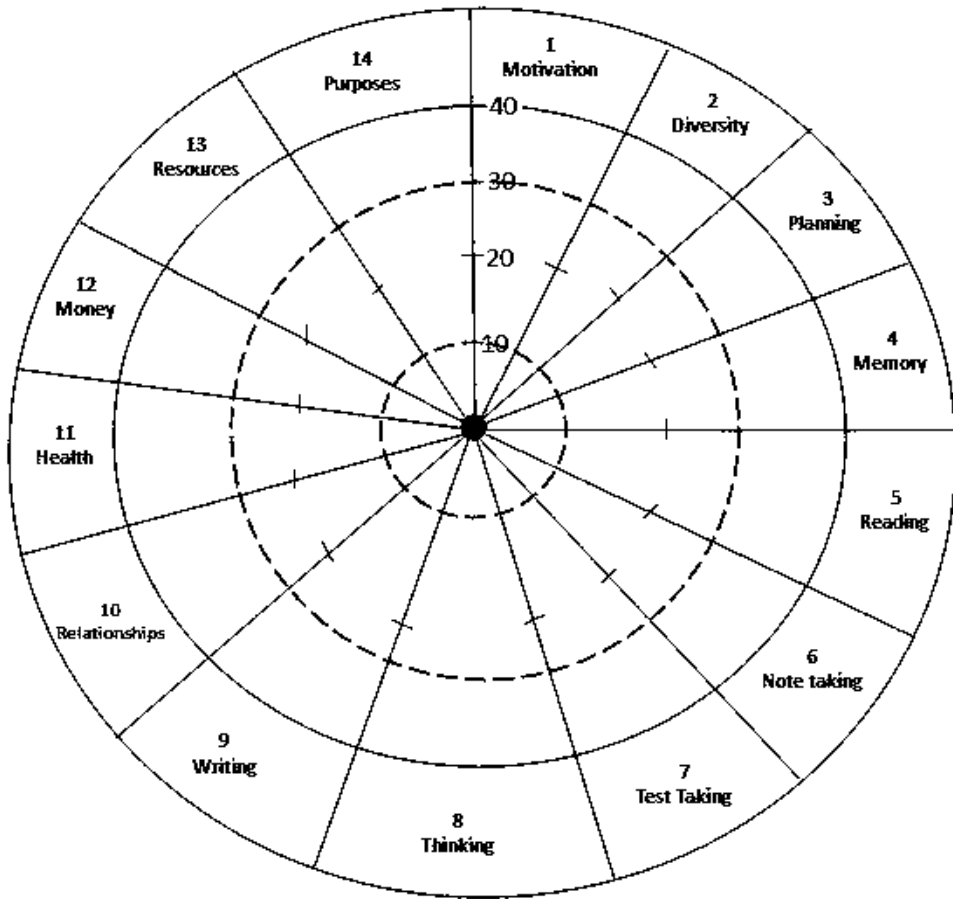 1
Motivation
2
Diversity
3
Planning
4
Memory
5
Reading
6
Note taking
7
Test Taking
8
Thinking
9
Writing
10
Relationships
11
Health
12
Money
13
Resources
14
Purposes
40
30
20
10